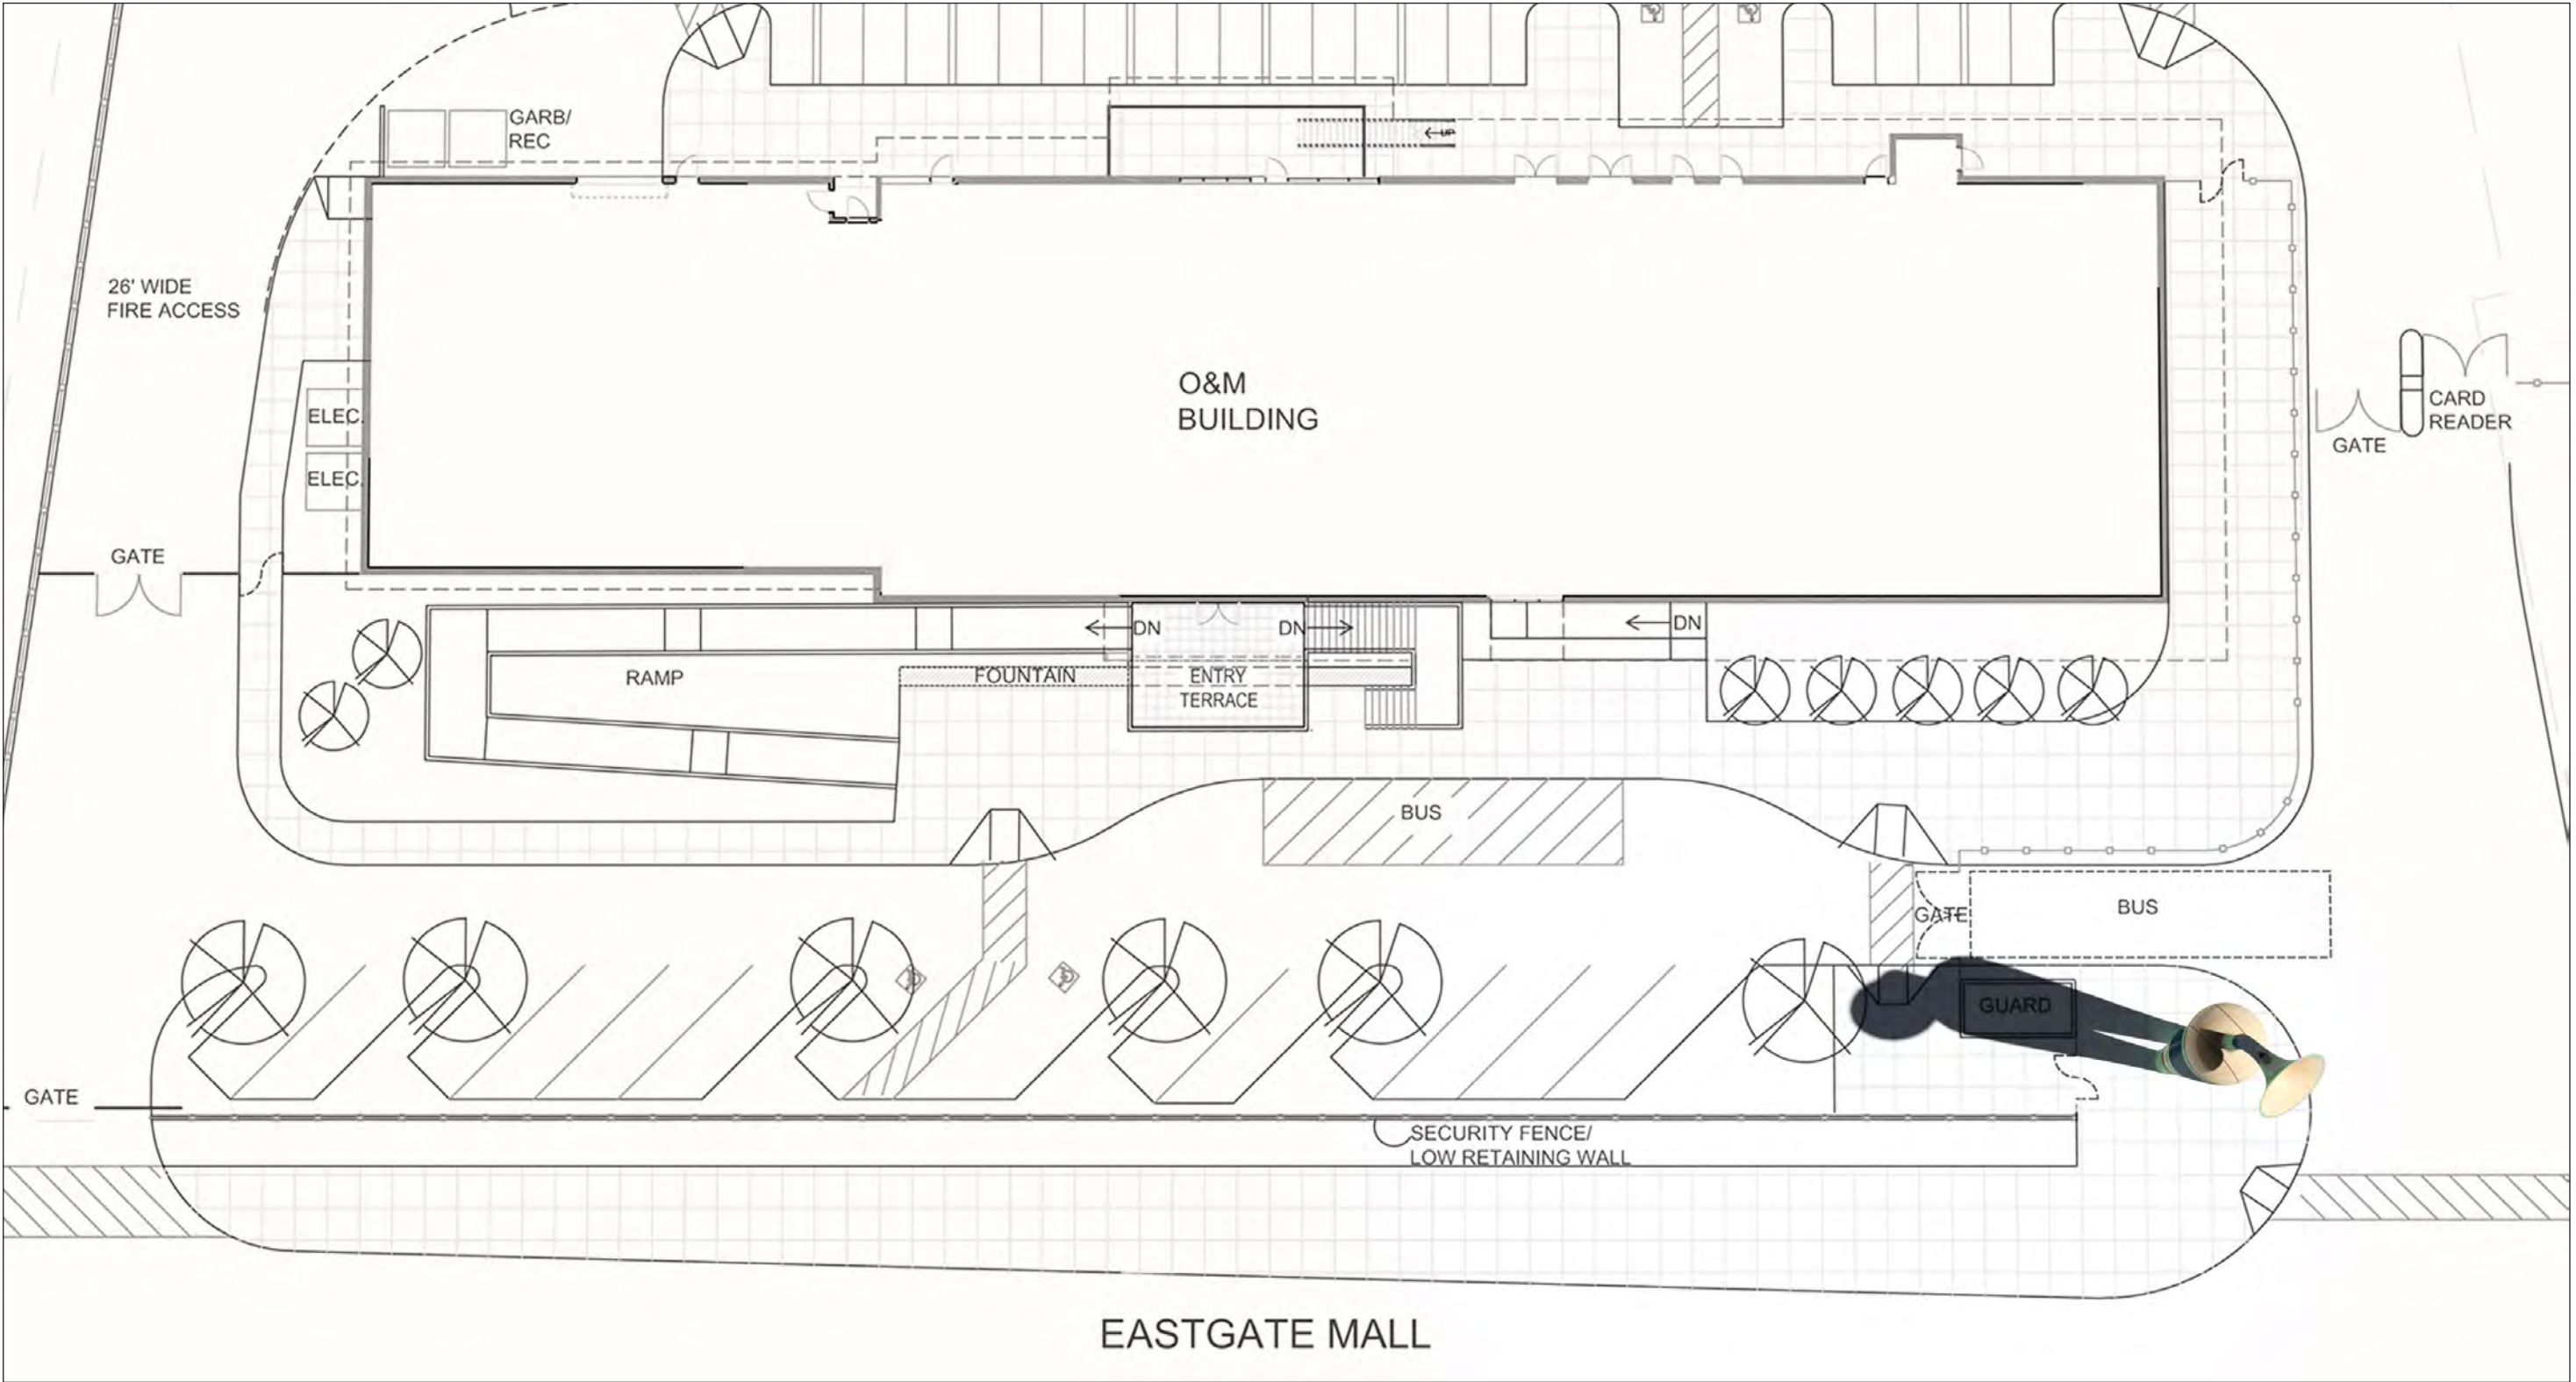 GARB/
REC
UP
26' WIDE
FIRE ACCESS
O&M
BUILDING
ELEC.
ELEC.
CARD
READER
GATE
GATE
DN
DN
DN
RAMP
FOUNTAIN
ENTRY
TERRACE
BUS
GATE
BUS
GUARD
GATE
SECURITY FENCE/
LOW RETAINING WALL
EASTGATE MALL